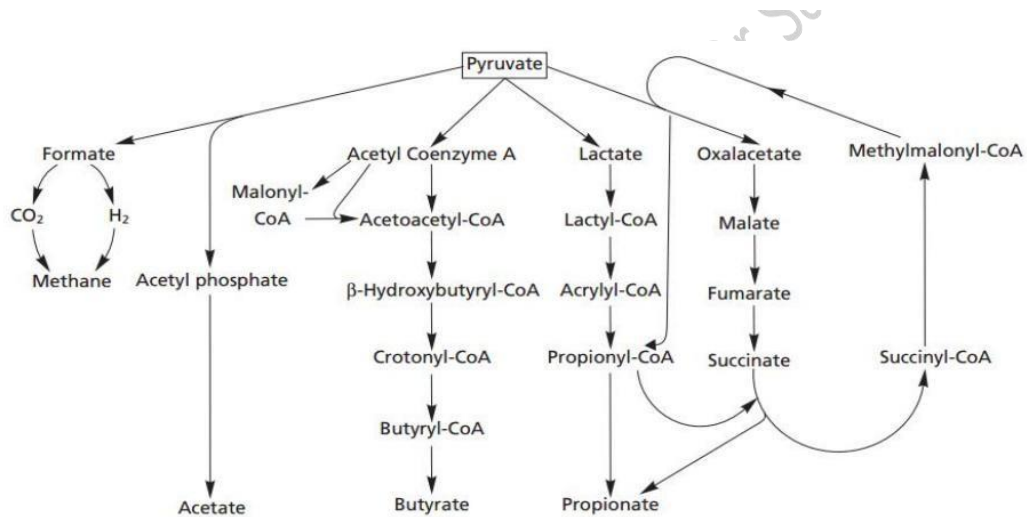 Pyruvate
Formate
Acetyl Coenzyme A
Lactate
Oxalacetate
Methylmalonyl-CoA
Malonyl-
CoA
CO₂
H₂
Acetoacetyl-CoA
Lactyl-CoA
Malate
Methane
Acetyl phosphate
β-Hydroxybutyryl-CoA
Acrylyl-CoA
Fumarate
Crotonyl-CoA
Propionyl-CoA
Succinate
Succinyl-CoA
Butyryl-CoA
Acetate
Butyrate
Propionate